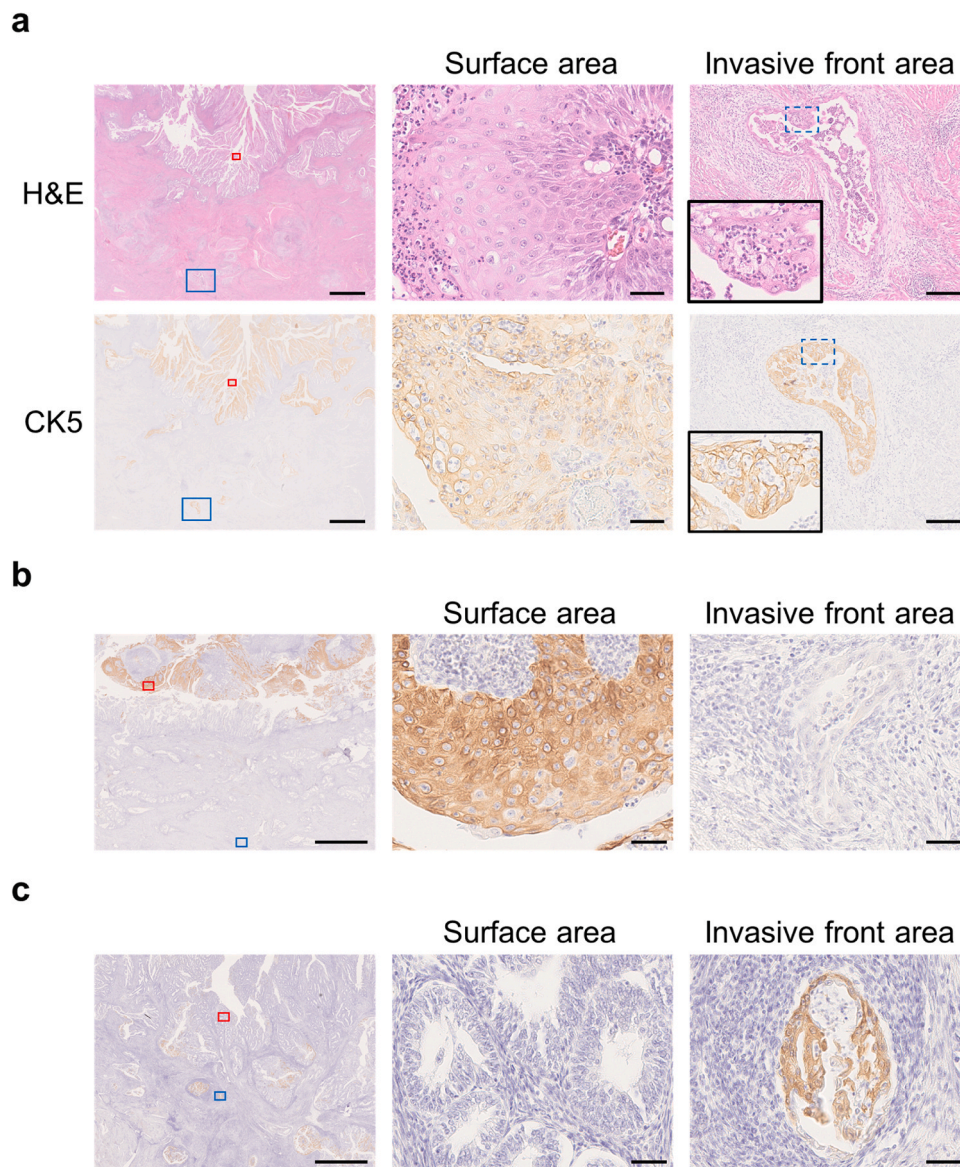 a
Surface area
Invasive front area
H&E
CK5
b
Surface area
Invasive front area
c
Surface area
Invasive front area